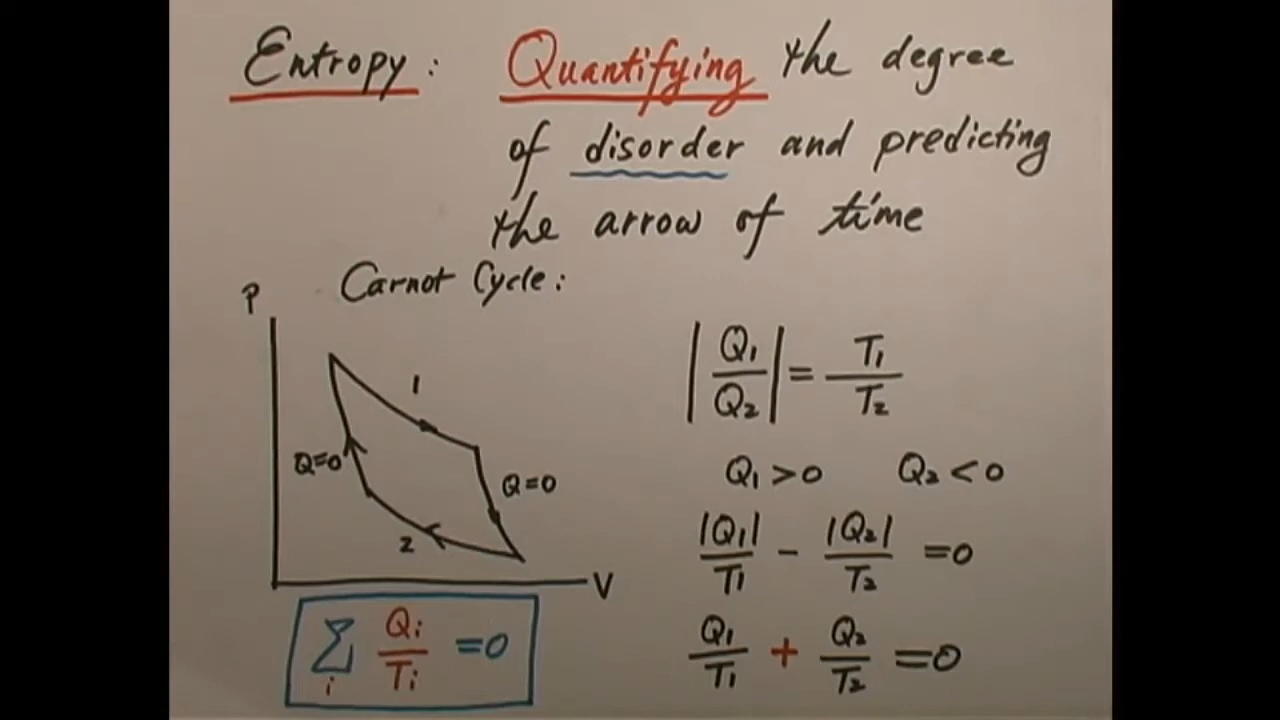 Entropy: Quantifying the degree
of disorder and predicting
the arrow of time
Carnot Cycle:
P
1
Q=0
Q=0
2
V
∑i Qi/Ti =0
|Q1/Q2| = T1/T2
Q1>0 Q2<0
|Q1|/T1 - |Q2|/T2 =0
Q1/T1 + Q2/T2 =0